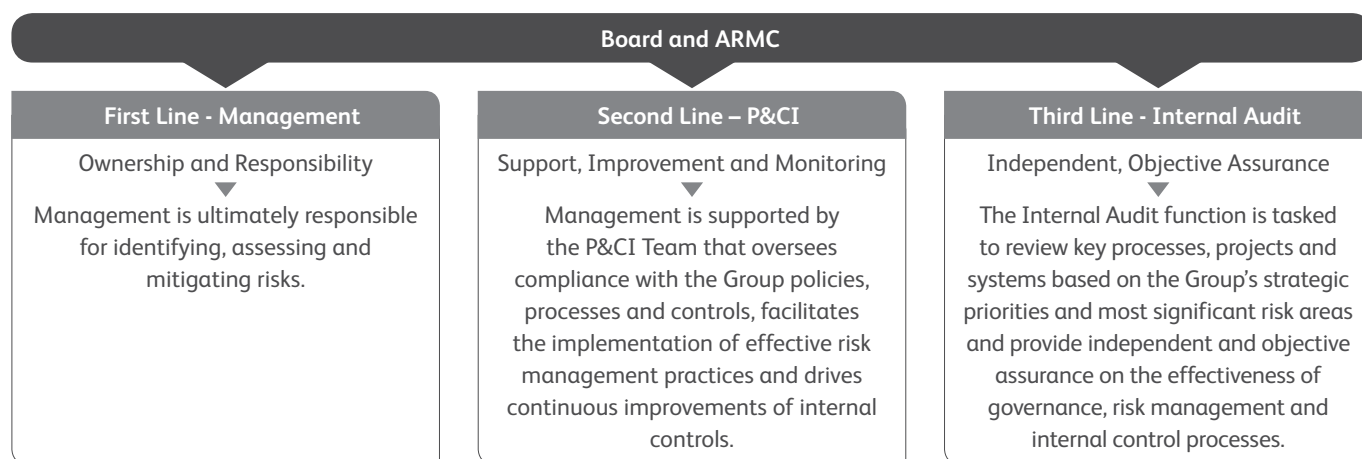 Board and ARMC
First Line - Management
Ownership and Responsibility
Management is ultimately responsible
for identifying, assessing and
mitigating risks.
Second Line – P&CI
Support, Improvement and Monitoring
Management is supported by
the P&CI Team that oversees
compliance with the Group policies,
processes and controls, facilitates
the implementation of effective risk
management practices and drives
continuous improvements of internal
controls.
Third Line - Internal Audit
Independent, Objective Assurance
The Internal Audit function is tasked
to review key processes, projects and
systems based on the Group’s strategic
priorities and most significant risk areas
and provide independent and objective
assurance on the effectiveness of
governance, risk management and
internal control processes.